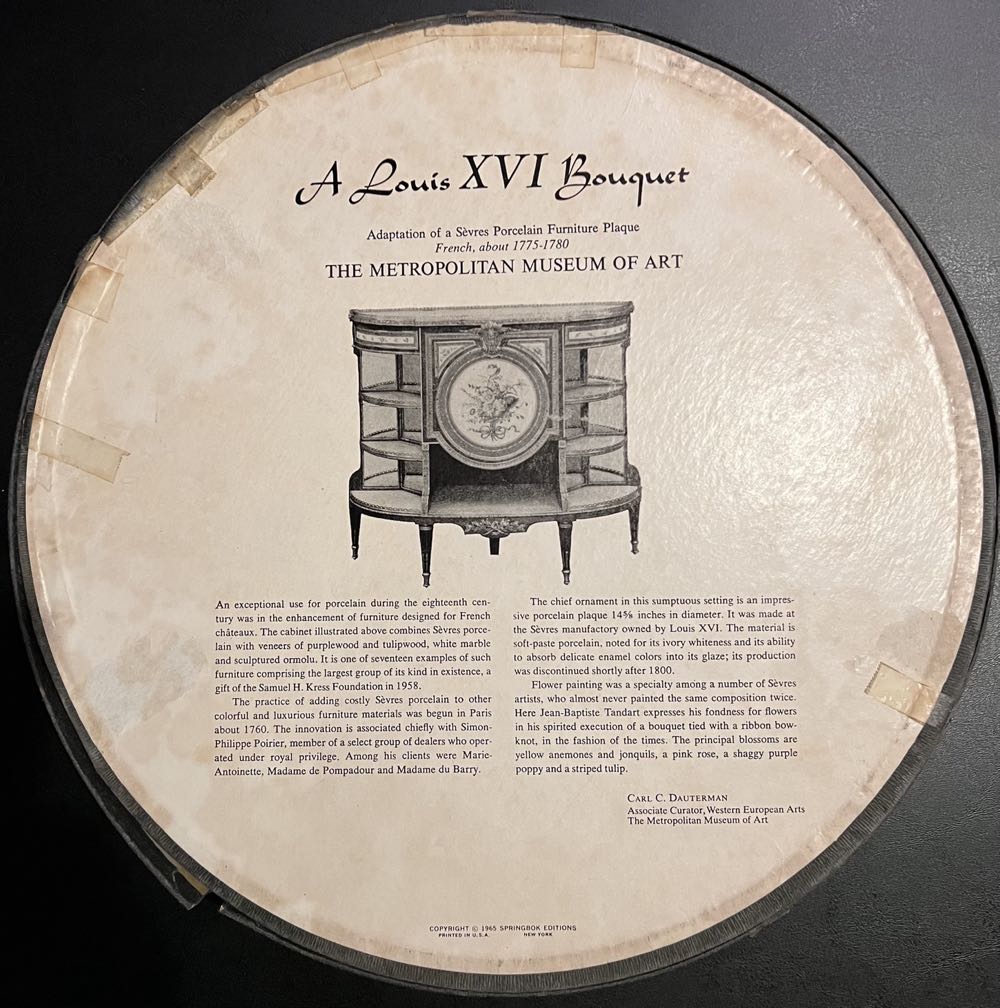 A Louis XVI Bouquet
Adaptation of a Sèvres Porcelain Furniture Plaque
French, about 1775-1780
THE METROPOLITAN MUSEUM OF ART
An exceptional use for porcelain during the eighteenth cen-
tury was in the enhancement of furniture designed for French
châteaux. The cabinet illustrated above combines Sèvres porce-
lain with veneers of purplewood and tulipwood, white marble
and sculptured ormolu. It is one of seventeen examples of such
furniture comprising the largest group of its kind in existence, a
gift of the Samuel H. Kress Foundation in 1958.
The practice of adding costly Sèvres porcelain to other
colorful and luxurious furniture materials was begun in Paris
about 1760. The innovation is associated chiefly with Simon-
Philippe Poirier, member of a select group of dealers who oper-
ated under royal privilege. Among his clients were Marie-
Antoinette, Madame de Pompadour and Madame du Barry.
The chief ornament in this sumptuous setting is an impres-
sive porcelain plaque 14⅝ inches in diameter. It was made at
the Sèvres manufactory owned by Louis XVI. The material is
soft-paste porcelain, noted for its ivory whiteness and its ability
to absorb delicate enamel colors into its glaze; its production
was discontinued shortly after 1800.
Flower painting was a specialty among a number of Sèvres
artists, who almost never painted the same composition twice.
Here Jean-Baptiste Tandart expresses his fondness for flowers
in his spirited execution of a bouquet tied with a ribbon bow-
knot, in the fashion of the times. The principal blossoms are
yellow anemones and jonquils, a pink rose, a shaggy purple
poppy and a striped tulip.
CARL C. DAUTERMAN
Associate Curator, Western European Arts
The Metropolitan Museum of Art
COPYRIGHT © 1965 SPRINGBOK EDITIONS
PRINTED IN U.S.A. NEW YORK